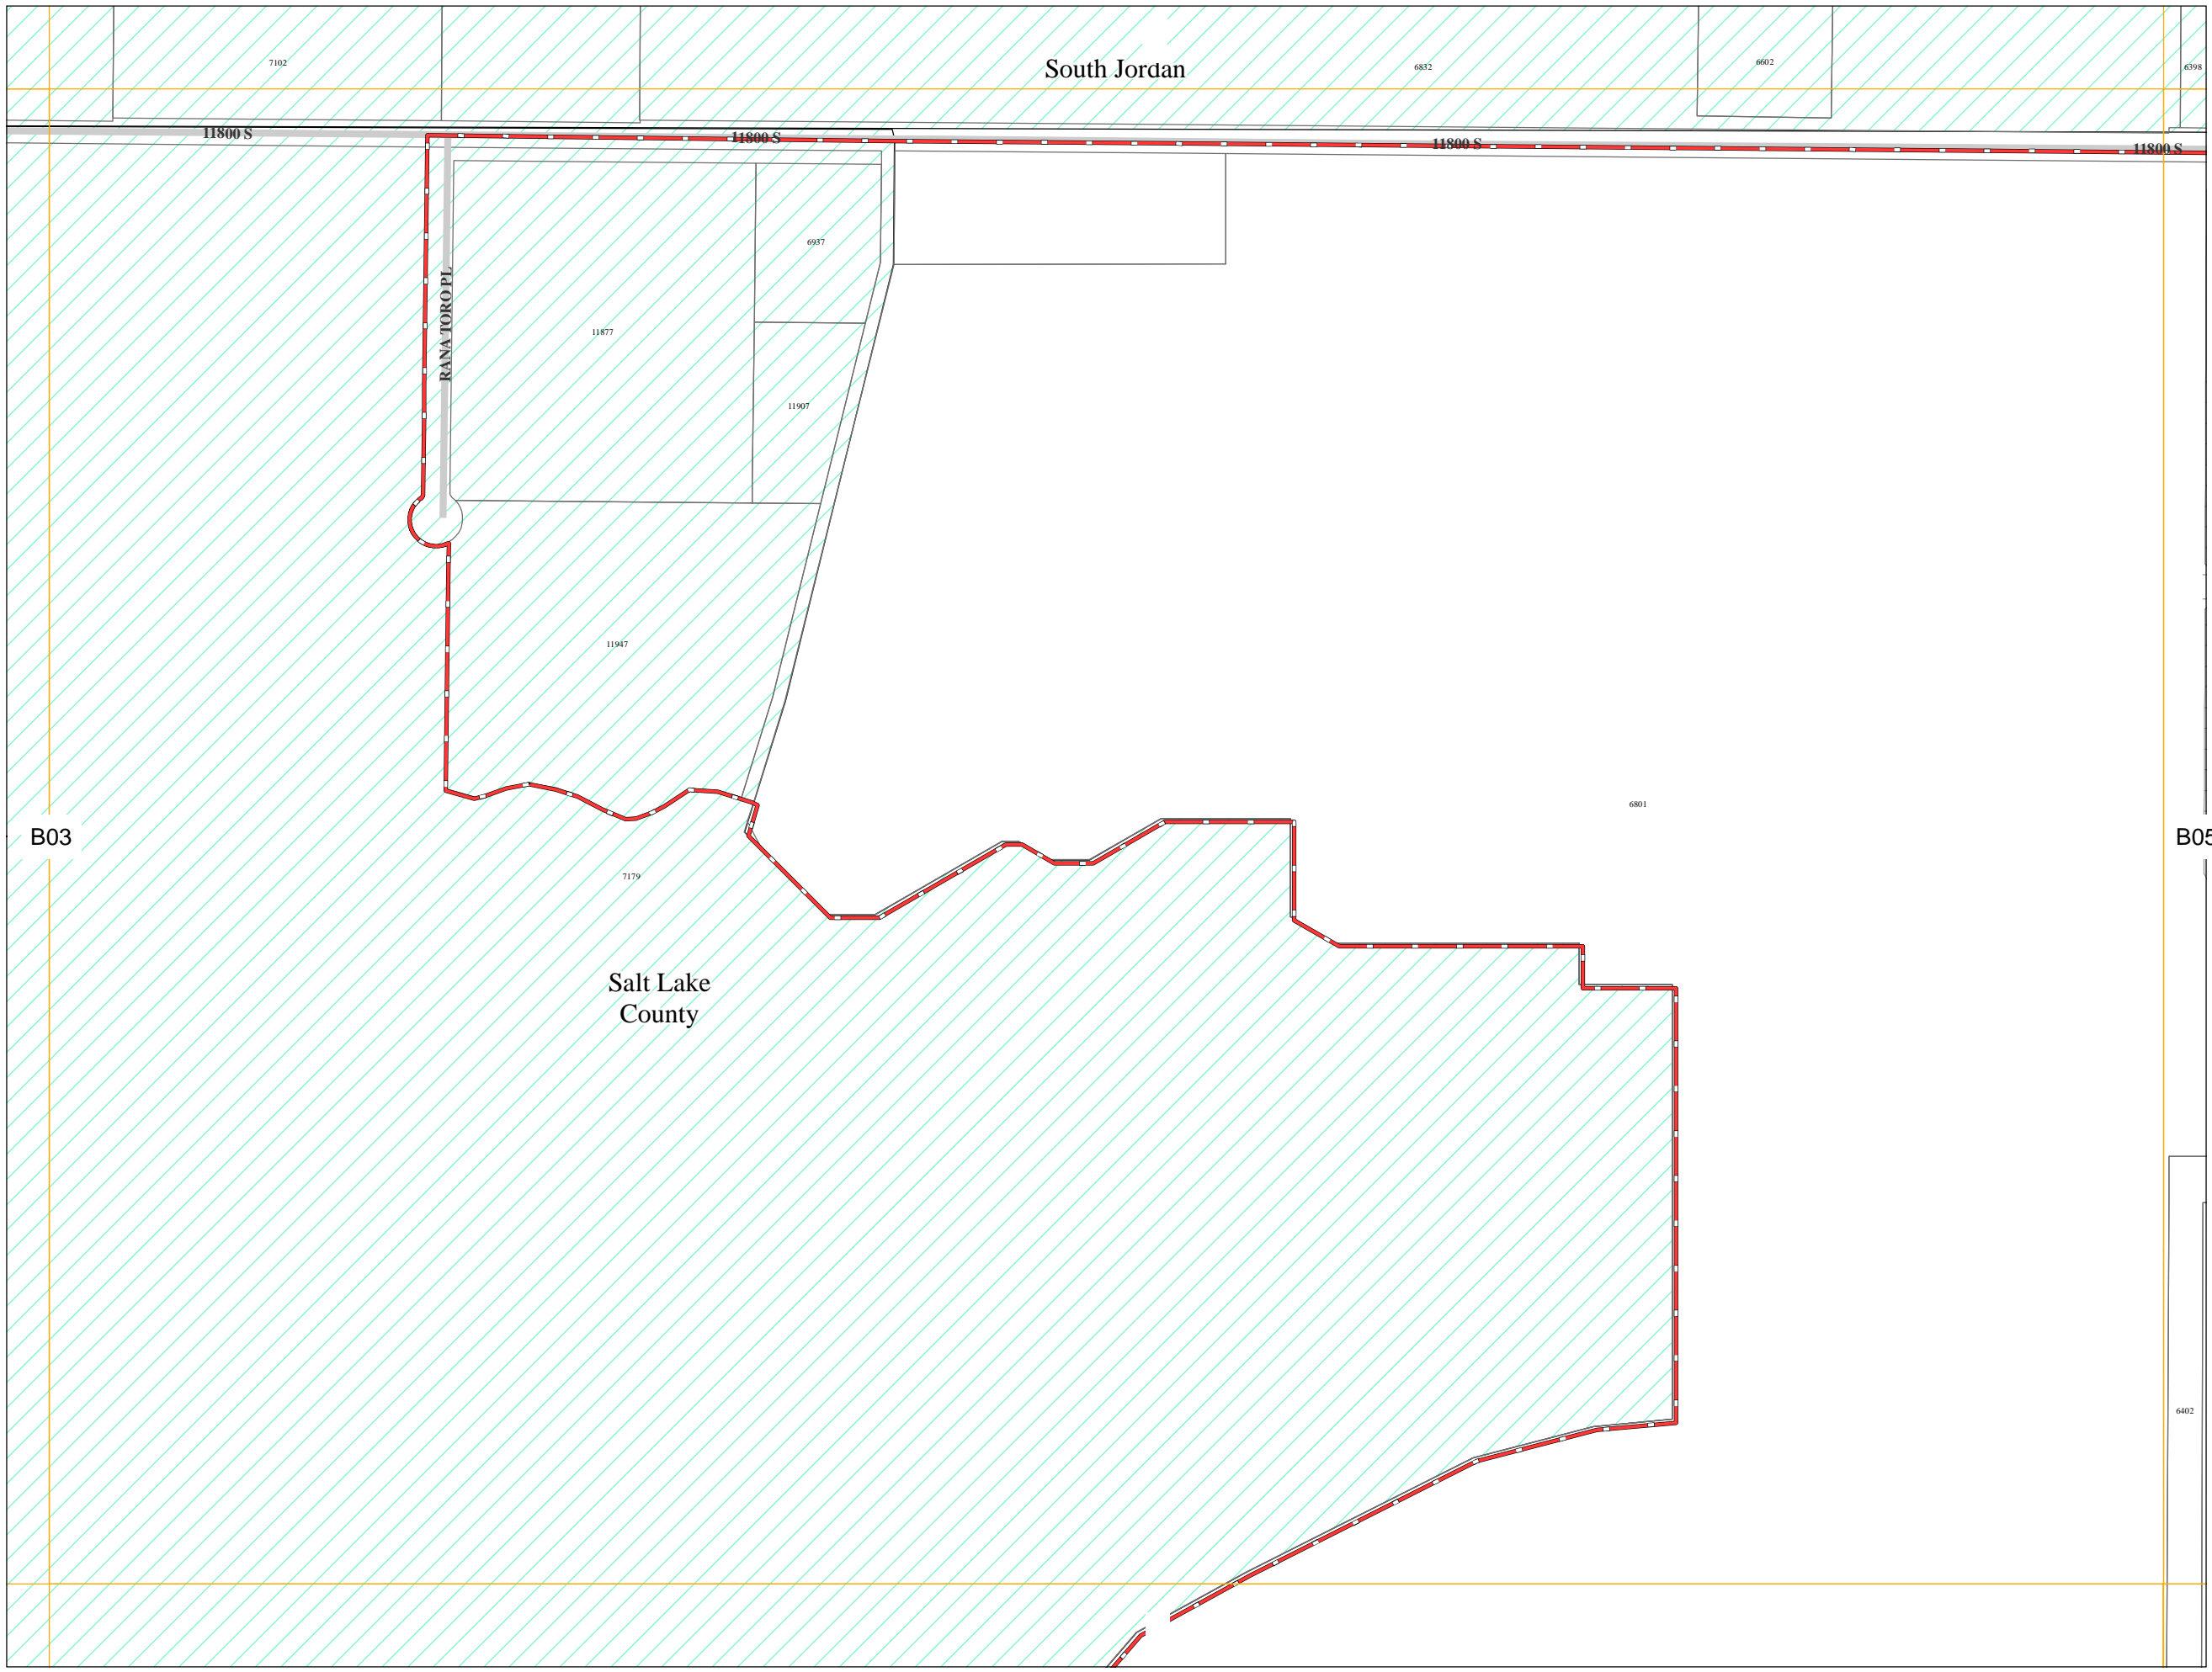 7102
South Jordan
6832
6602
6398
11800 S
11800 S
11800 S
11800 S
6937
RANA TORO PL
11877
11907
11947
6801
B03
B05
7179
Salt Lake
County
6402